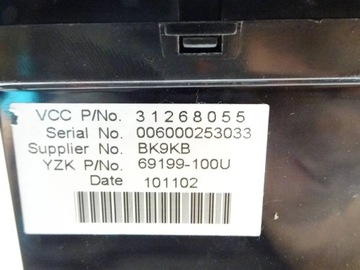 VCC P/No. 31268055
Serial No. 006000253033
Supplier No. BK9KB
YZK P/No. 69199-100U
Date 101102